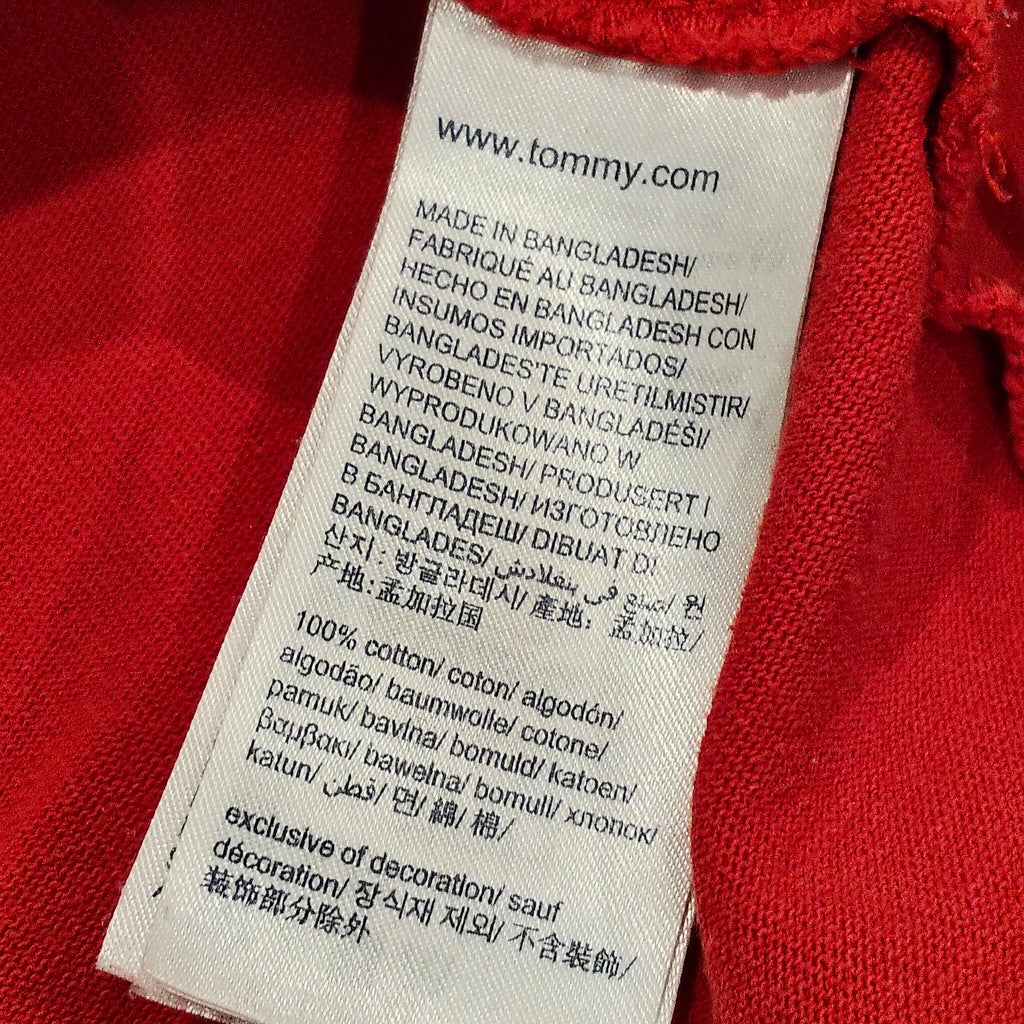 www.tommy.com
MADE IN BANGLADESH/
FABRIQUÉ AU BANGLADESH/
HECHO EN BANGLADESH CON
INSUMOS IMPORTADOS/
BANGLADES'TE URETILMISTIR/
VYROBENO V BANGLADÉŠI/
WYPRODUKOWANO W
BANGLADESH/ PRODUSERT I
BANGLADESH/ ИЗГОТОВЛЕНО
В БАНГЛАДЕШ/ DIBUAT DI
BANGLADES/ صنع في بنغلادش/ 원
산지 : 방글라데시/ 產地: 孟加拉/
产地:孟加拉国
100% cotton/ coton/ algodón/
algodão/ baumwolle/ cotone/
pamuk/ bavlna/ bomuld/ katoen/
βαμβακι/ bawełna/ bomull/ хлопок/
katun/ قطن/ 면/ 綿/ 棉/
exclusive of decoration/ sauf
décoration/ 장식재 제외/ 不含裝飾/
装饰部分除外